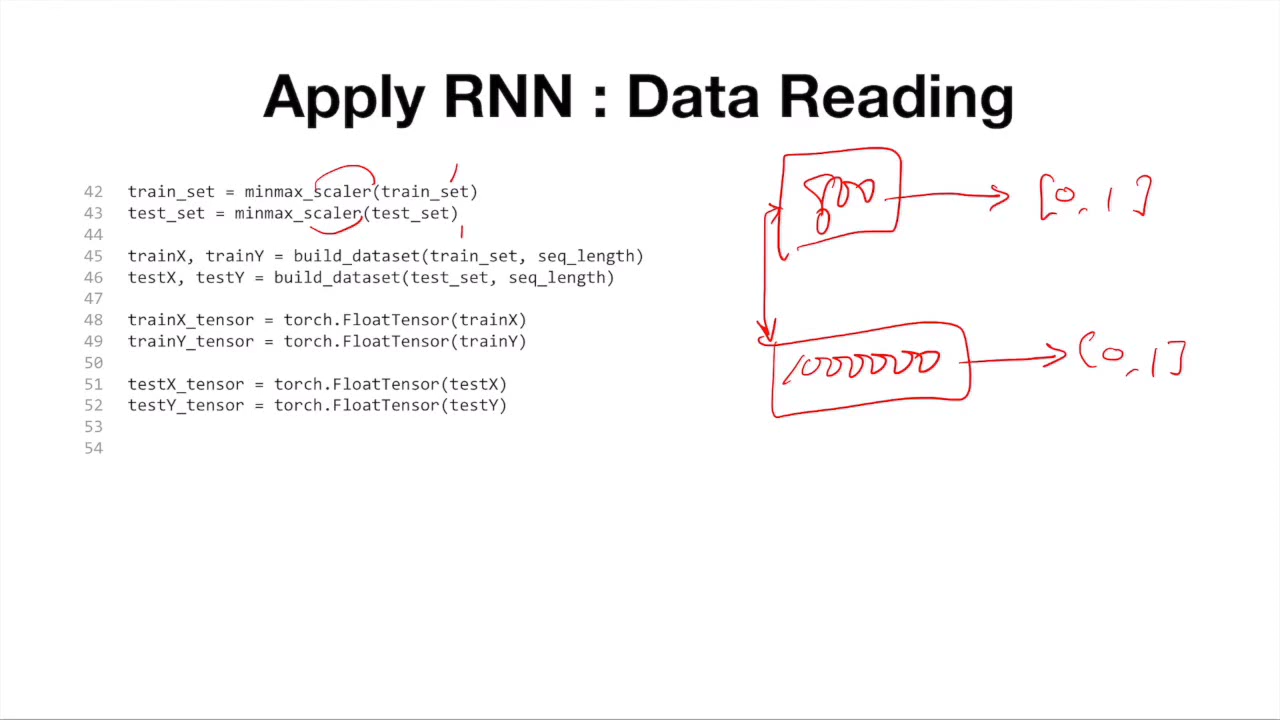 Apply RNN : Data Reading
42 train_set = minmax_scaler(train_set)
43 test_set = minmax_scaler(test_set)
44
45 trainX, trainY = build_dataset(train_set, seq_length)
46 testX, testY = build_dataset(test_set, seq_length)
47
48 trainX_tensor = torch.FloatTensor(trainX)
49 trainY_tensor = torch.FloatTensor(trainY)
50
51 testX_tensor = torch.FloatTensor(testX)
52 testY_tensor = torch.FloatTensor(testY)
53
54
800
[0, 1]
1000000
[0, 1]